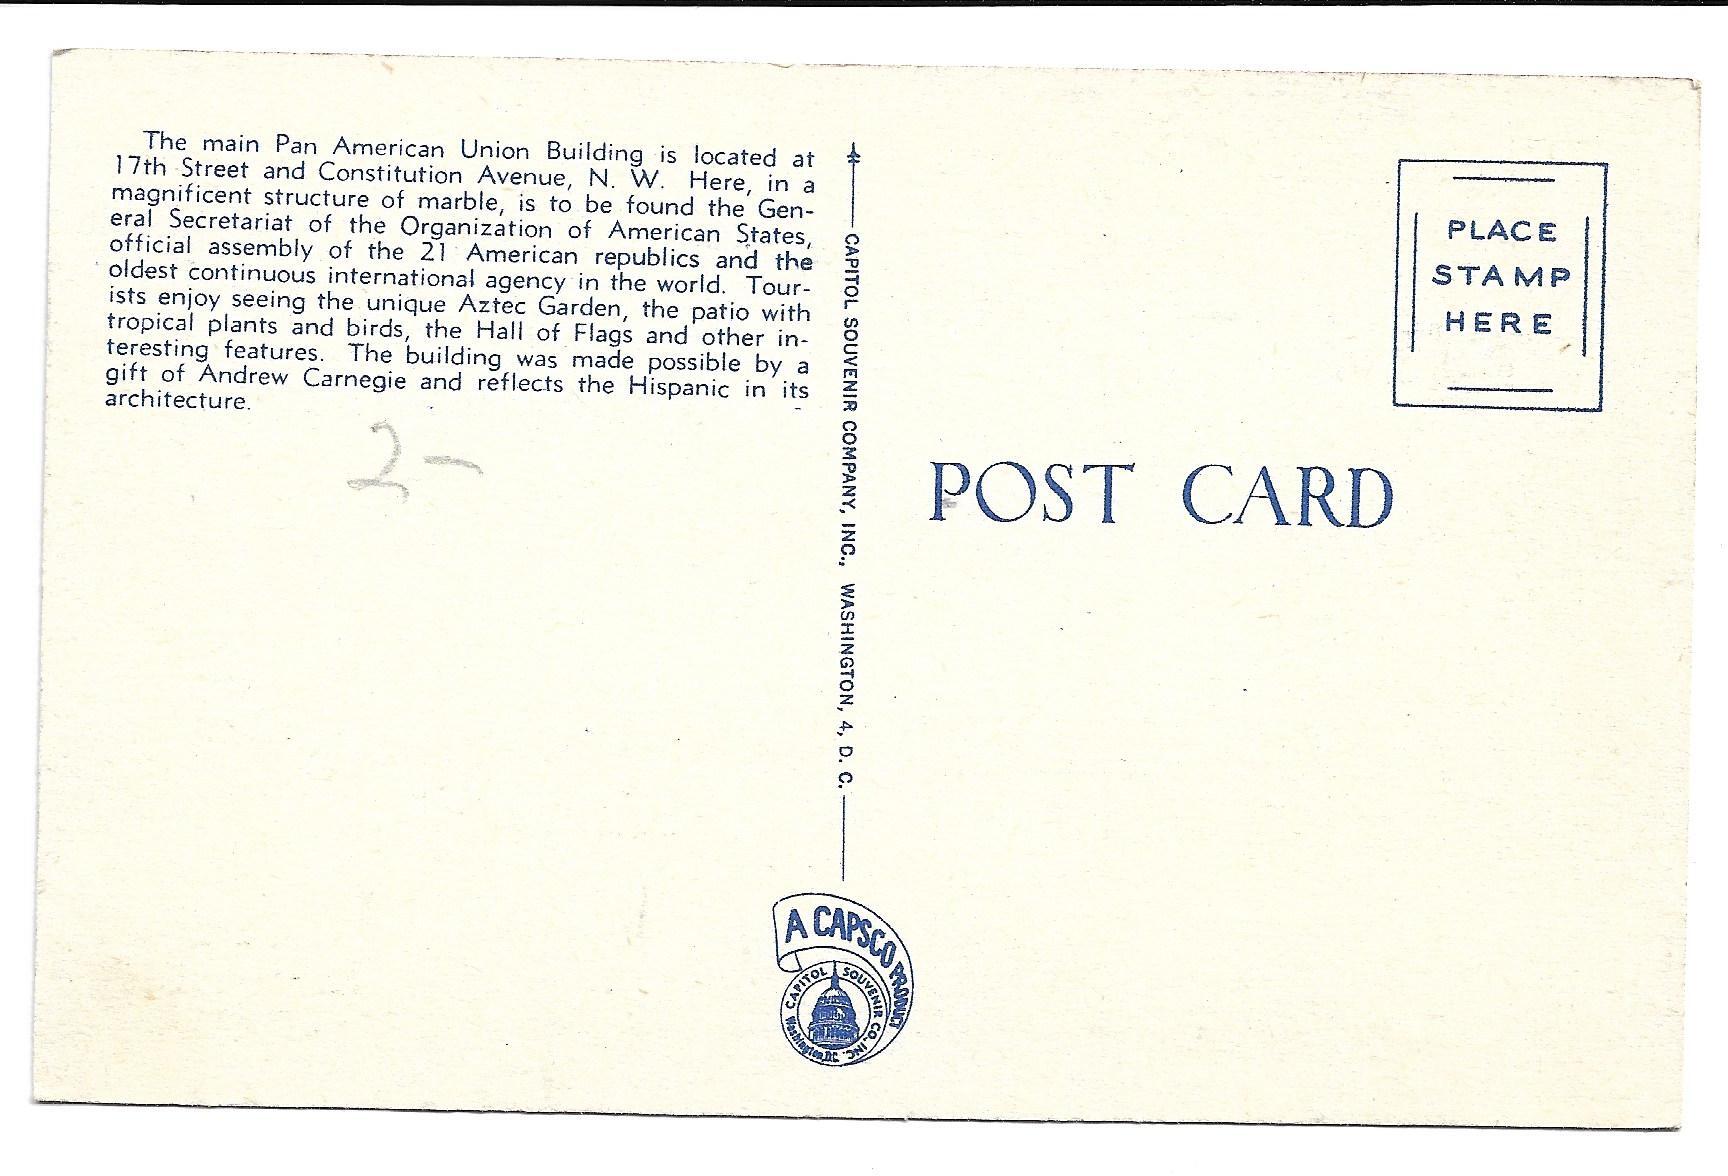 The main Pan American Union Building is located at
17th Street and Constitution Avenue, N. W. Here, in a
magnificent structure of marble, is to be found the Gen-
eral Secretariat of the Organization of American States,
official assembly of the 21 American republics and the
oldest continuous international agency in the world. Tour-
ists enjoy seeing the unique Aztec Garden, the patio with
tropical plants and birds, the Hall of Flags and other in-
teresting features. The building was made possible by a
gift of Andrew Carnegie and reflects the Hispanic in its
architecture.
2-
CAPITOL SOUVENIR COMPANY, INC., WASHINGTON, 4, D. C.
A CAPSCO PRODUCT
CAPITOL SOUVENIR CO., INC.
Washington, D.C.
PLACE
STAMP
HERE
POST CARD